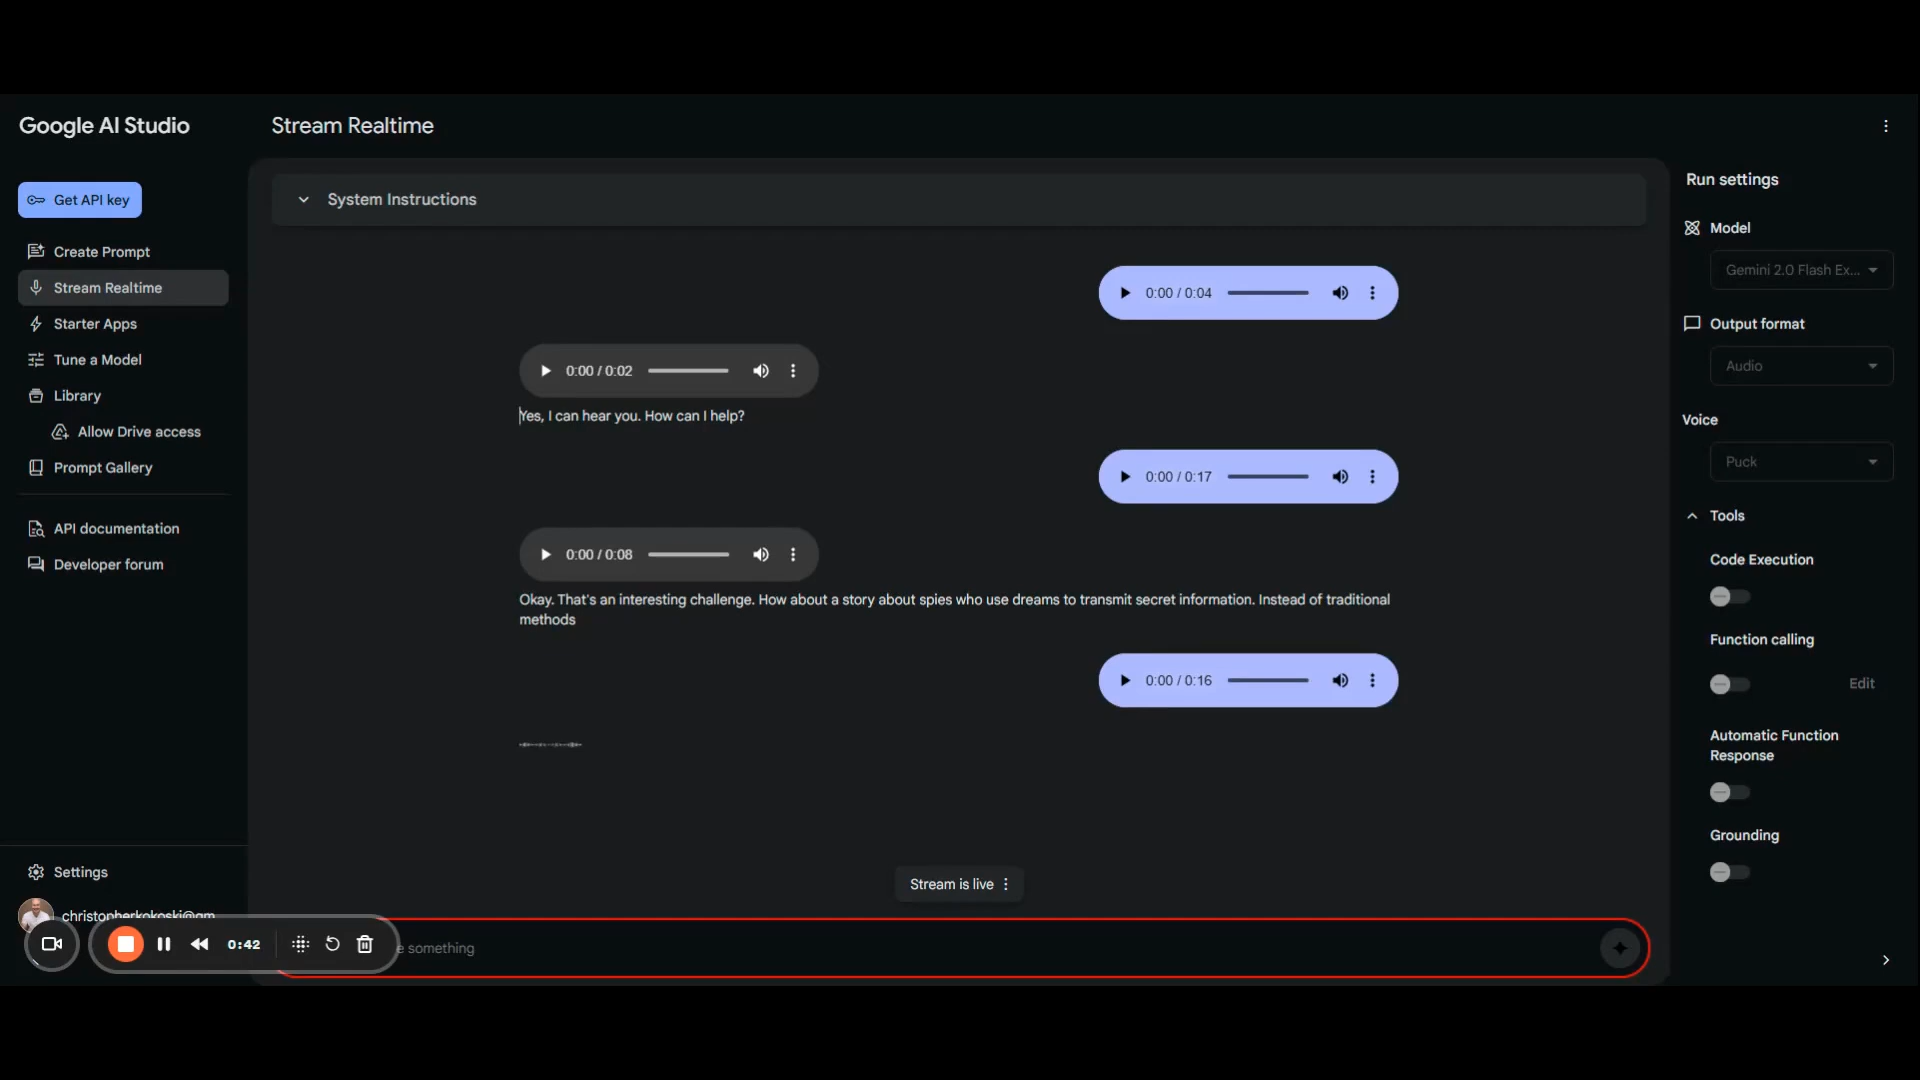 Google AI Studio
Stream Realtime
Get API key
Create Prompt
Stream Realtime
Starter Apps
Tune a Model
Library
Allow Drive access
Prompt Gallery
API documentation
Developer forum
Settings
christopherkokoski@gm
0:42
System Instructions
0:00 / 0:04
0:00 / 0:02
Yes, I can hear you. How can I help?
0:00 / 0:17
0:00 / 0:08
Okay. That's an interesting challenge. How about a story about spies who use dreams to transmit secret information. Instead of traditional
methods
0:00 / 0:16
Stream is live
e something
Run settings
Model
Gemini 2.0 Flash Ex...
Output format
Audio
Voice
Puck
Tools
Code Execution
Function calling
Edit
Automatic Function
Response
Grounding